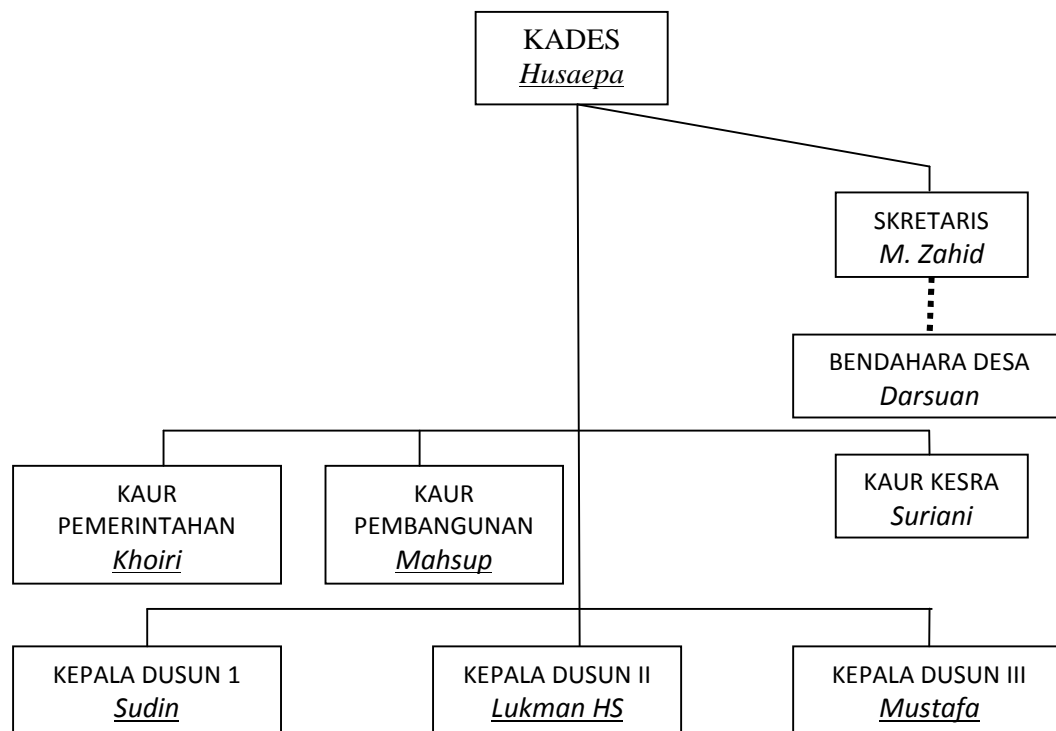 KADES
Husaepa
SKRETARIS
M. Zahid
BENDAHARA DESA
Darsuan
KAUR
PEMERINTAHAN
Khoiri
KAUR
PEMBANGUNAN
Mahsup
KAUR KESRA
Suriani
KEPALA DUSUN 1
Sudin
KEPALA DUSUN II
Lukman HS
KEPALA DUSUN III
Mustafa